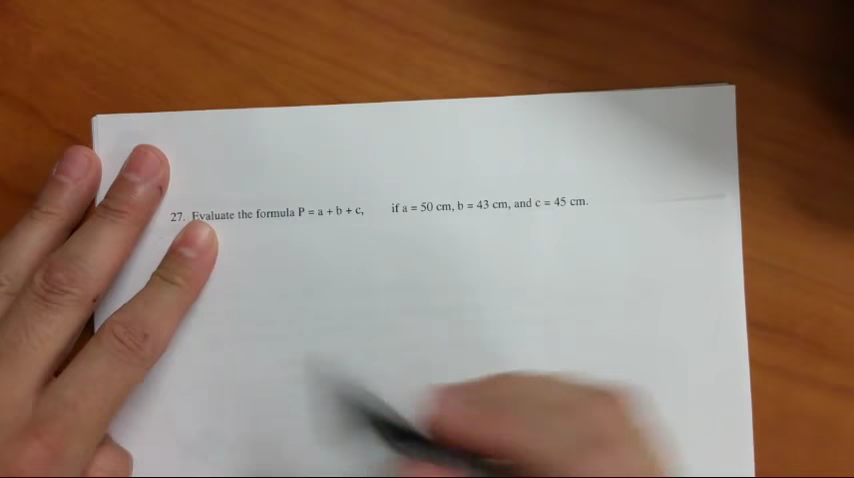 27. Evaluate the formula P = a + b + c, if a = 50 cm, b = 43 cm, and c = 45 cm.